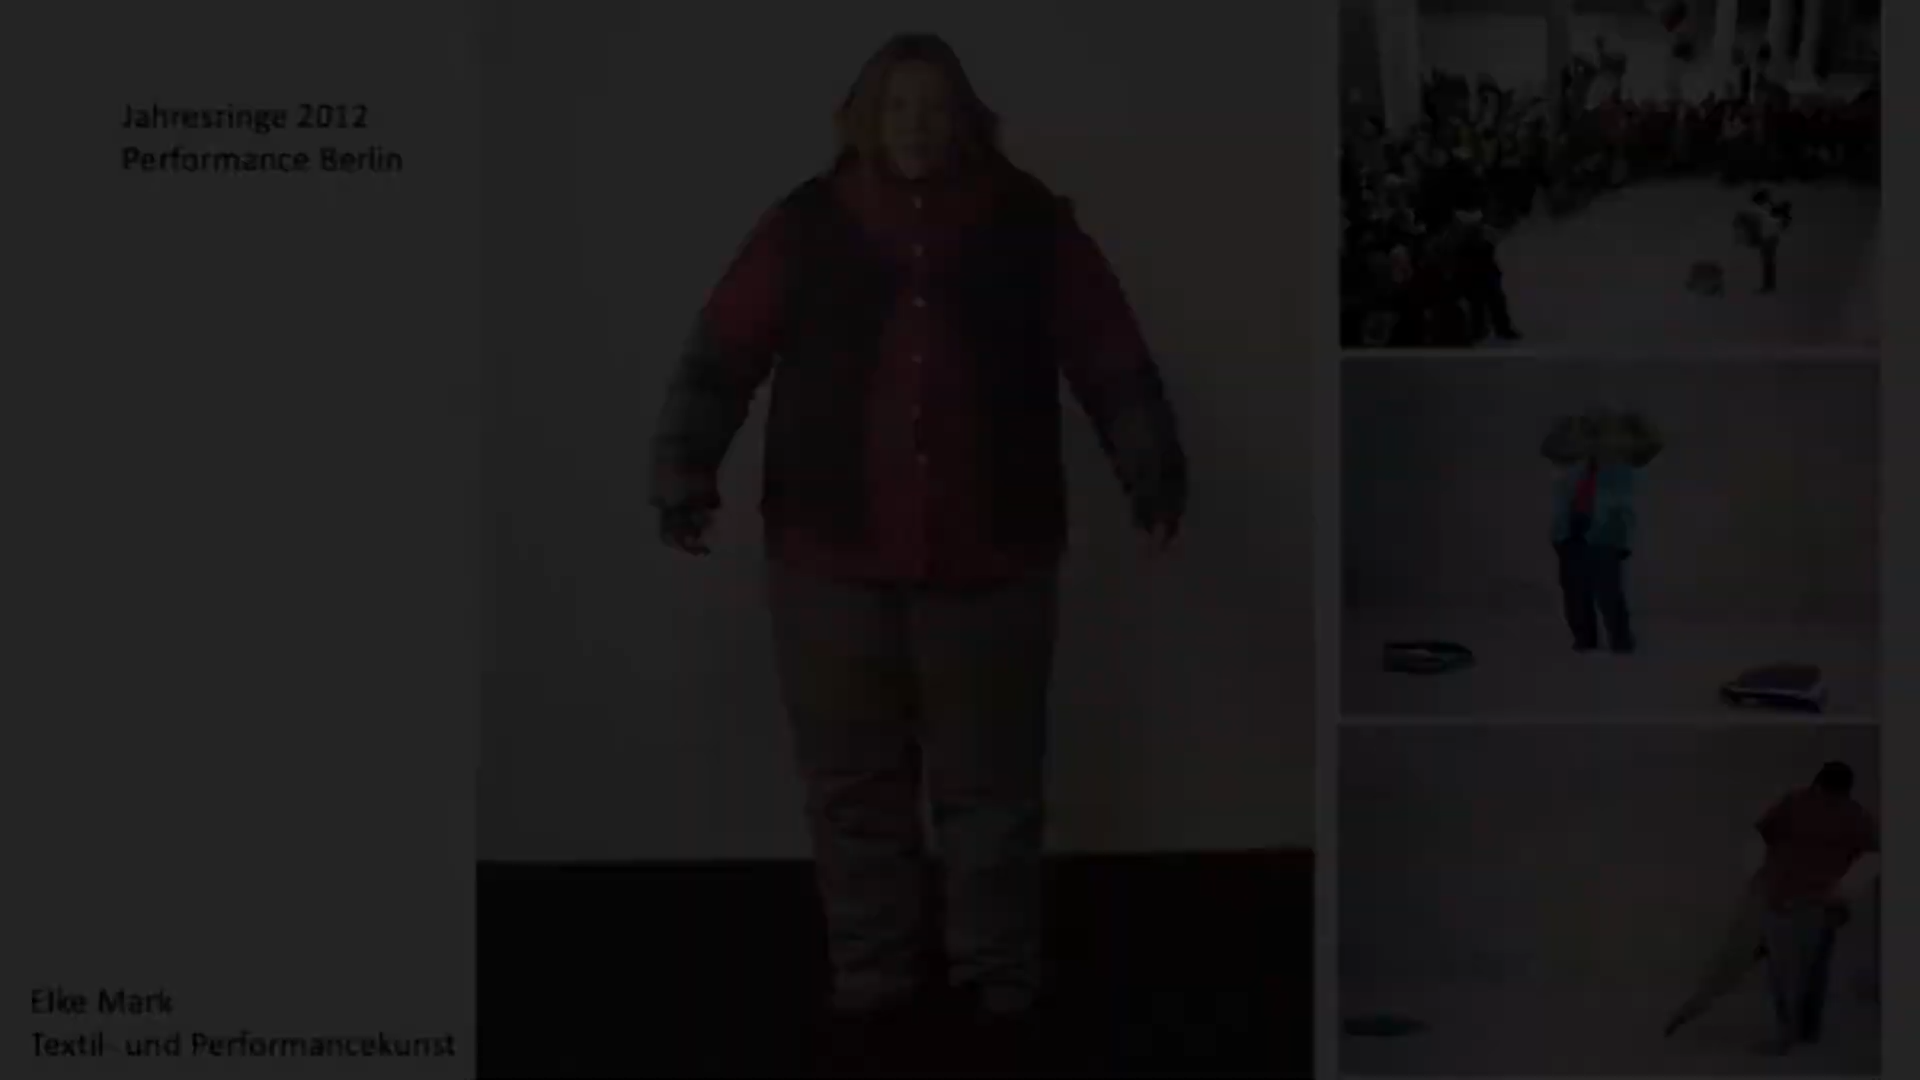 Jahresringe 2012
Performance Berlin
Elke Mark
Textil- und Performancekunst